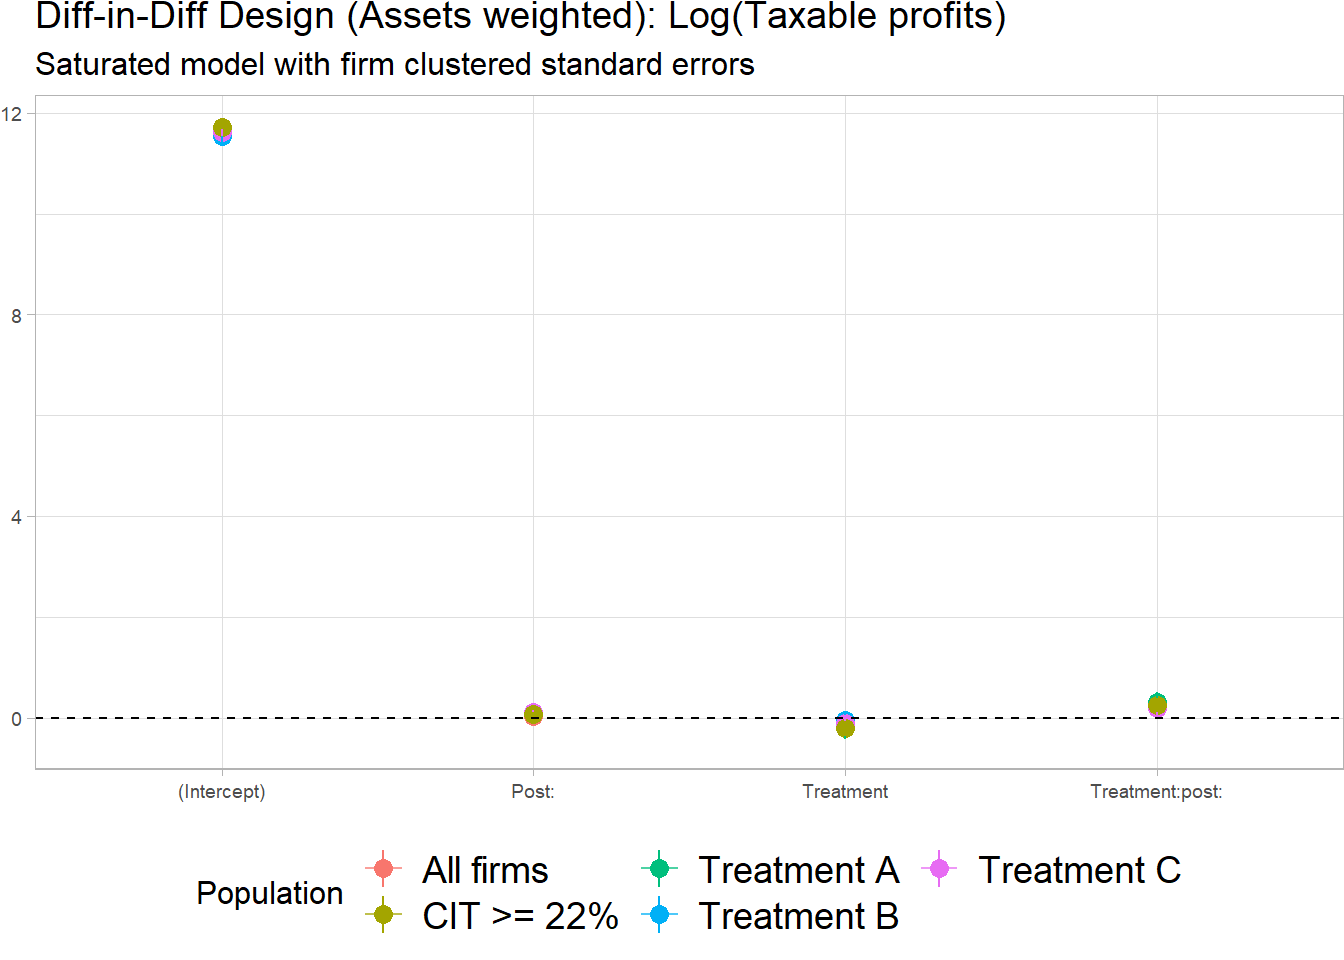 Diff-in-Diff Design (Assets weighted): Log(Taxable profits)
Saturated model with firm clustered standard errors
12
8
4
0
(Intercept) Post: Treatment Treatment:post:
Population
All firms Treatment A Treatment C
CIT >= 22% Treatment B